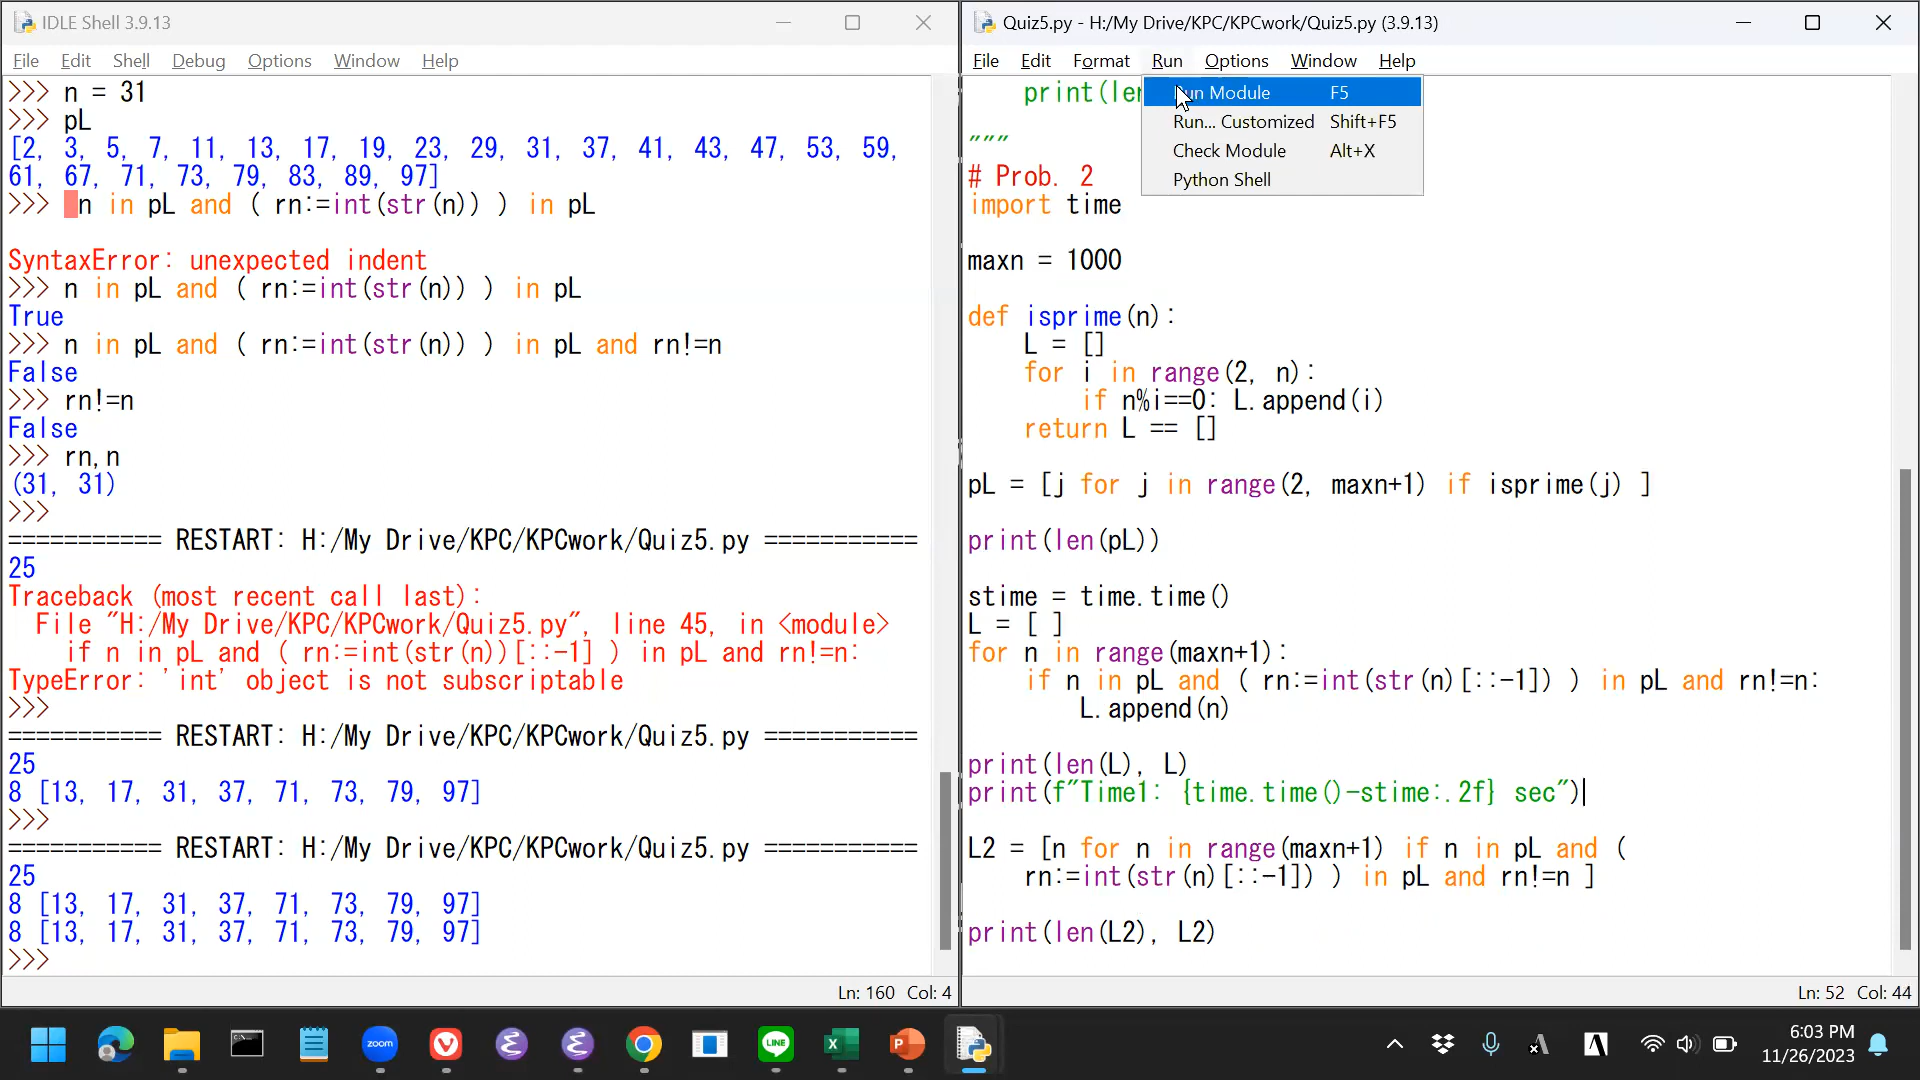 IDLE Shell 3.9.13
File Edit Shell Debug Options Window Help
>>> n = 31
>>> pL
[2, 3, 5, 7, 11, 13, 17, 19, 23, 29, 31, 37, 41, 43, 47, 53, 59,
61, 67, 71, 73, 79, 83, 89, 97]
>>>  n in pL and ( rn:=int(str(n)) ) in pL
SyntaxError: unexpected indent
>>> n in pL and ( rn:=int(str(n)) ) in pL
True
>>> n in pL and ( rn:=int(str(n)) ) in pL and rn!=n
False
>>> rn!=n
False
>>> rn,n
(31, 31)
>>>
=========== RESTART: H:/My Drive/KPC/KPCwork/Quiz5.py ===========
25
Traceback (most recent call last):
  File "H:/My Drive/KPC/KPCwork/Quiz5.py", line 45, in <module>
    if n in pL and ( rn:=int(str(n))[::-1] ) in pL and rn!=n:
TypeError: 'int' object is not subscriptable
>>>
=========== RESTART: H:/My Drive/KPC/KPCwork/Quiz5.py ===========
25
8 [13, 17, 31, 37, 71, 73, 79, 97]
>>>
=========== RESTART: H:/My Drive/KPC/KPCwork/Quiz5.py ===========
25
8 [13, 17, 31, 37, 71, 73, 79, 97]
8 [13, 17, 31, 37, 71, 73, 79, 97]
>>>
Ln: 160 Col: 4
Quiz5.py - H:/My Drive/KPC/KPCwork/Quiz5.py (3.9.13)
File Edit Format Run Options Window Help
Run Module F5
Run... Customized Shift+F5
Check Module Alt+X
Python Shell
    print(len
"""
# Prob. 2
import time
maxn = 1000
def isprime(n):
    L = []
    for i in range(2, n):
        if n%i==0: L.append(i)
    return L == []
pL = [j for j in range(2, maxn+1) if isprime(j) ]
print(len(pL))
stime = time.time()
L = [ ]
for n in range(maxn+1):
    if n in pL and ( rn:=int(str(n)[::-1]) ) in pL and rn!=n:
        L.append(n)
print(len(L), L)
print(f"Time1: {time.time()-stime:.2f} sec")
L2 = [n for n in range(maxn+1) if n in pL and (
    rn:=int(str(n)[::-1]) ) in pL and rn!=n ]
print(len(L2), L2)
Ln: 52 Col: 44
zoom
LINE
6:03 PM
11/26/2023